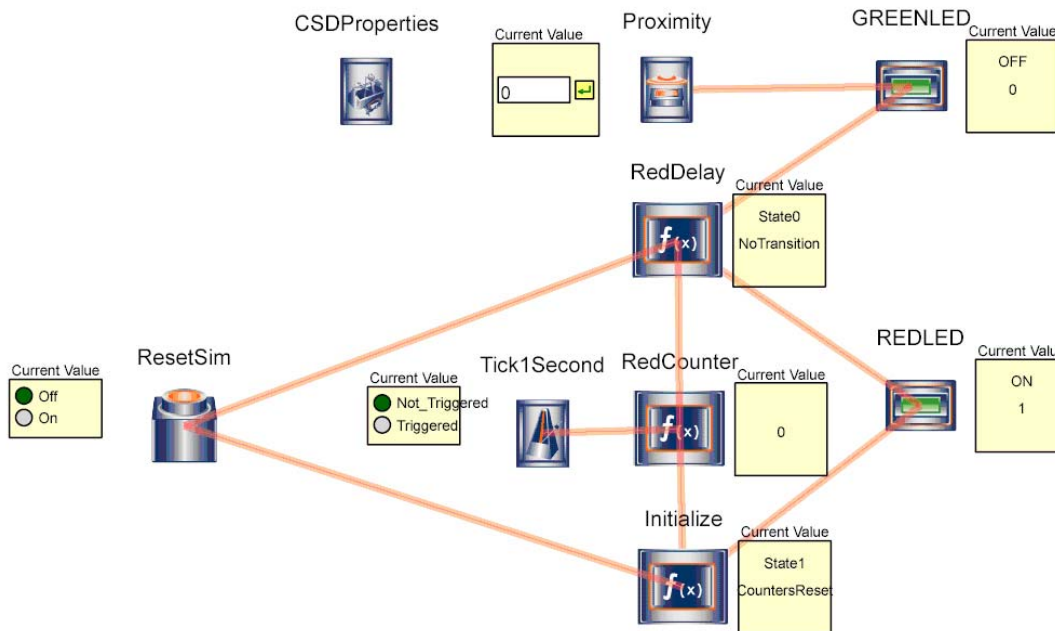 CSDProperties
Current Value
0
Proximity
GREENLED
Current Value
OFF
0
RedDelay
f(x)
Current Value
State0
NoTransition
Current Value
Off
On
ResetSim
Current Value
Not_Triggered
Triggered
Tick1Second
RedCounter
f(x)
Current Value
0
REDLED
Current Value
ON
1
Initialize
f(x)
Current Value
State1
CountersReset